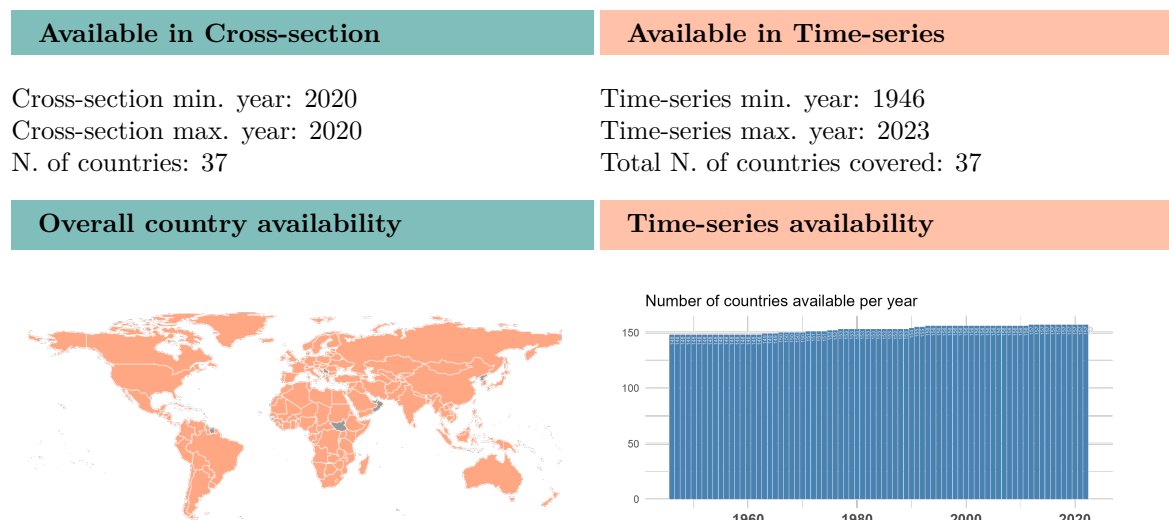 Available in Cross-section
Available in Time-series
Cross-section min. year: 2020
Cross-section max. year: 2020
N. of countries: 37
Time-series min. year: 1946
Time-series max. year: 2023
Total N. of countries covered: 37
Overall country availability
Time-series availability
Number of countries available per year
150
100
50
0
1960
1980
2000
2020